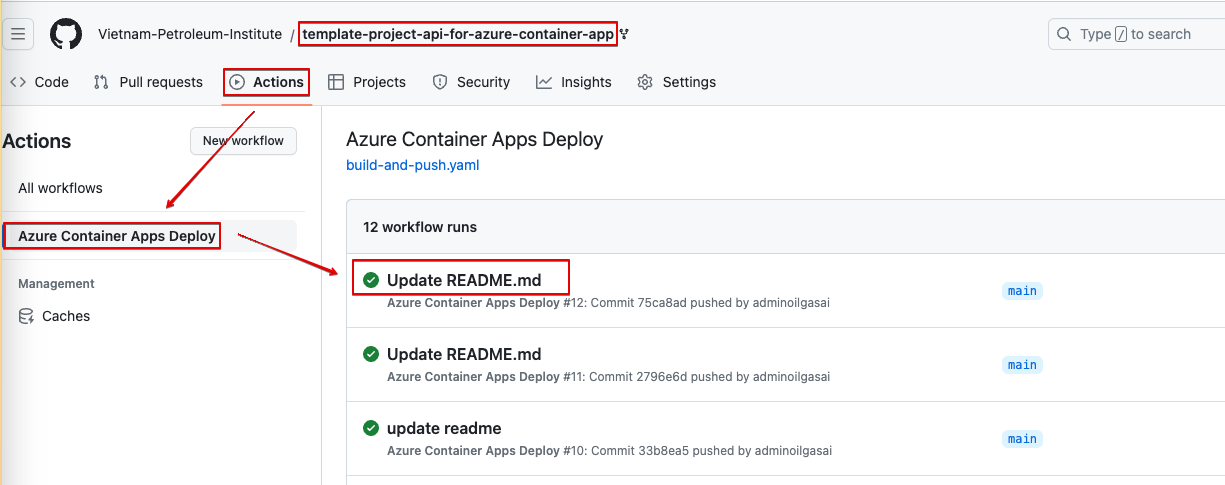 Vietnam-Petroleum-Institute / template-project-api-for-azure-container-app
Type / to search
Code Pull requests Actions Projects Security Insights Settings
Actions
New workflow
All workflows
Azure Container Apps Deploy
Management
Caches
Azure Container Apps Deploy
build-and-push.yaml
12 workflow runs
Update README.md
Azure Container Apps Deploy #12: Commit 75ca8ad pushed by adminoilgasai
main
Update README.md
Azure Container Apps Deploy #11: Commit 2796e6d pushed by adminoilgasai
main
update readme
Azure Container Apps Deploy #10: Commit 33b8ea5 pushed by adminoilgasai
main